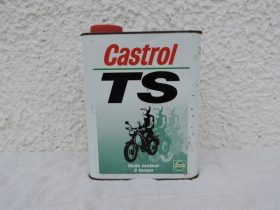 Castrol
TS
Huile moteur
2 temps